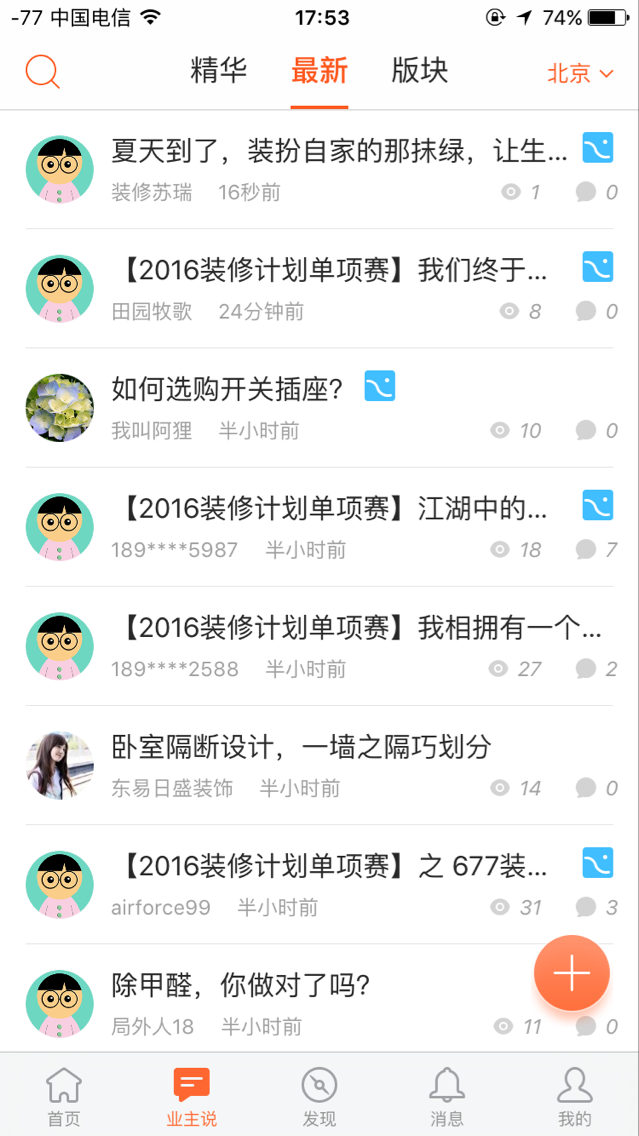 -77 中国电信 17:53 74%
精华 最新 版块 北京
夏天到了，装扮自家的那抹绿，让生...
装修苏瑞 16秒前 1 0
【2016装修计划单项赛】我们终于...
田园牧歌 24分钟前 8 0
如何选购开关插座？
我叫阿狸 半小时前 10 0
【2016装修计划单项赛】江湖中的...
189****5987 半小时前 18 7
【2016装修计划单项赛】我相拥有一个...
189****2588 半小时前 27 2
卧室隔断设计，一墙之隔巧划分
东易日盛装饰 半小时前 14 0
【2016装修计划单项赛】之 677装...
airforce99 半小时前 31 3
除甲醛，你做对了吗?
局外人18 半小时前 11 0
首页 业主说 发现 消息 我的